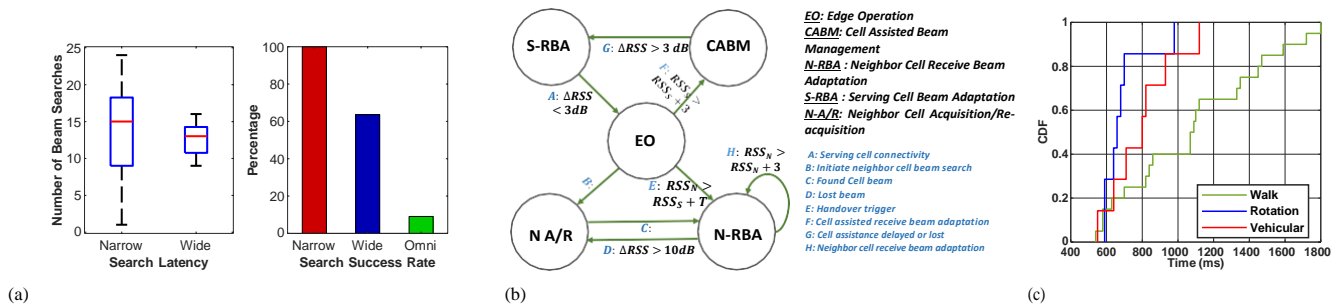 25
20
15
10
5
0
Number of Beam Searches
Narrow Wide
Search Latency
100
80
60
40
20
0
Percentage
Narrow Wide Omni
Search Success Rate
(a)
S-RBA
CABM
EO
N A/R
N-RBA
G: ΔRSS > 3 dB
A: ΔRSS
< 3dB
F: RSS_S >
RSS_S + 3
B:
E: RSS_N >
RSS_S + T
H: RSS_N >
RSS_N + 3
C:
D: ΔRSS > 10dB
EO: Edge Operation
CABM: Cell Assisted Beam
Management
N-RBA : Neighbor Cell Receive Beam
Adaptation
S-RBA : Serving Cell Beam Adaptation
N-A/R: Neighbor Cell Acquisition/Re-
acquisition
A: Serving cell connectivity
B: Initiate neighbor cell beam search
C: Found Cell beam
D: Lost beam
E: Handover trigger
F: Cell assisted receive beam adaptation
G: Cell assistance delayed or lost
H: Neighbor cell receive beam adaptation
(b)
1
0.8
0.6
0.4
0.2
0
CDF
Walk
Rotation
Vehicular
400 600 800 1000 1200 1400 1600 1800
Time (ms)
(c)